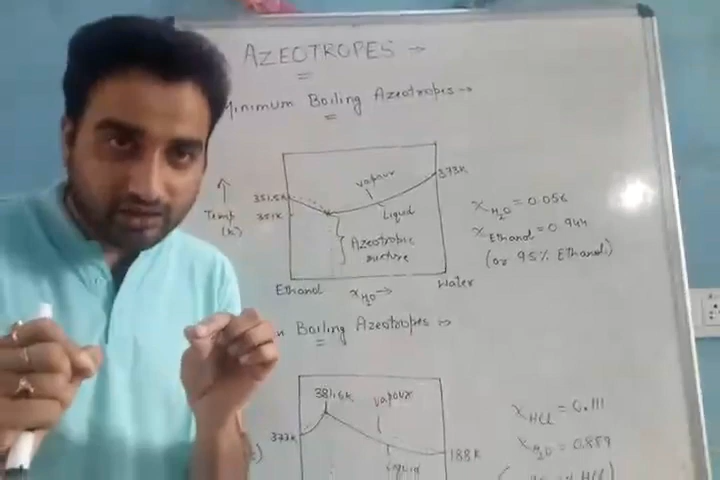 AZEOTROPES →
Minimum Boiling Azeotropes →
351.5K
351K
Temp
(K)
vapour
Liquid
373K
Azeotropic
mixture
Ethanol
x H2O →
Water
x H2O = 0.056
x Ethanol = 0.944
(or 95% Ethanol)
Boiling Azeotropes →
381.6K
vapour
373K
Liquid
188K
x HCl = 0.111
x H2O = 0.889
HCl)